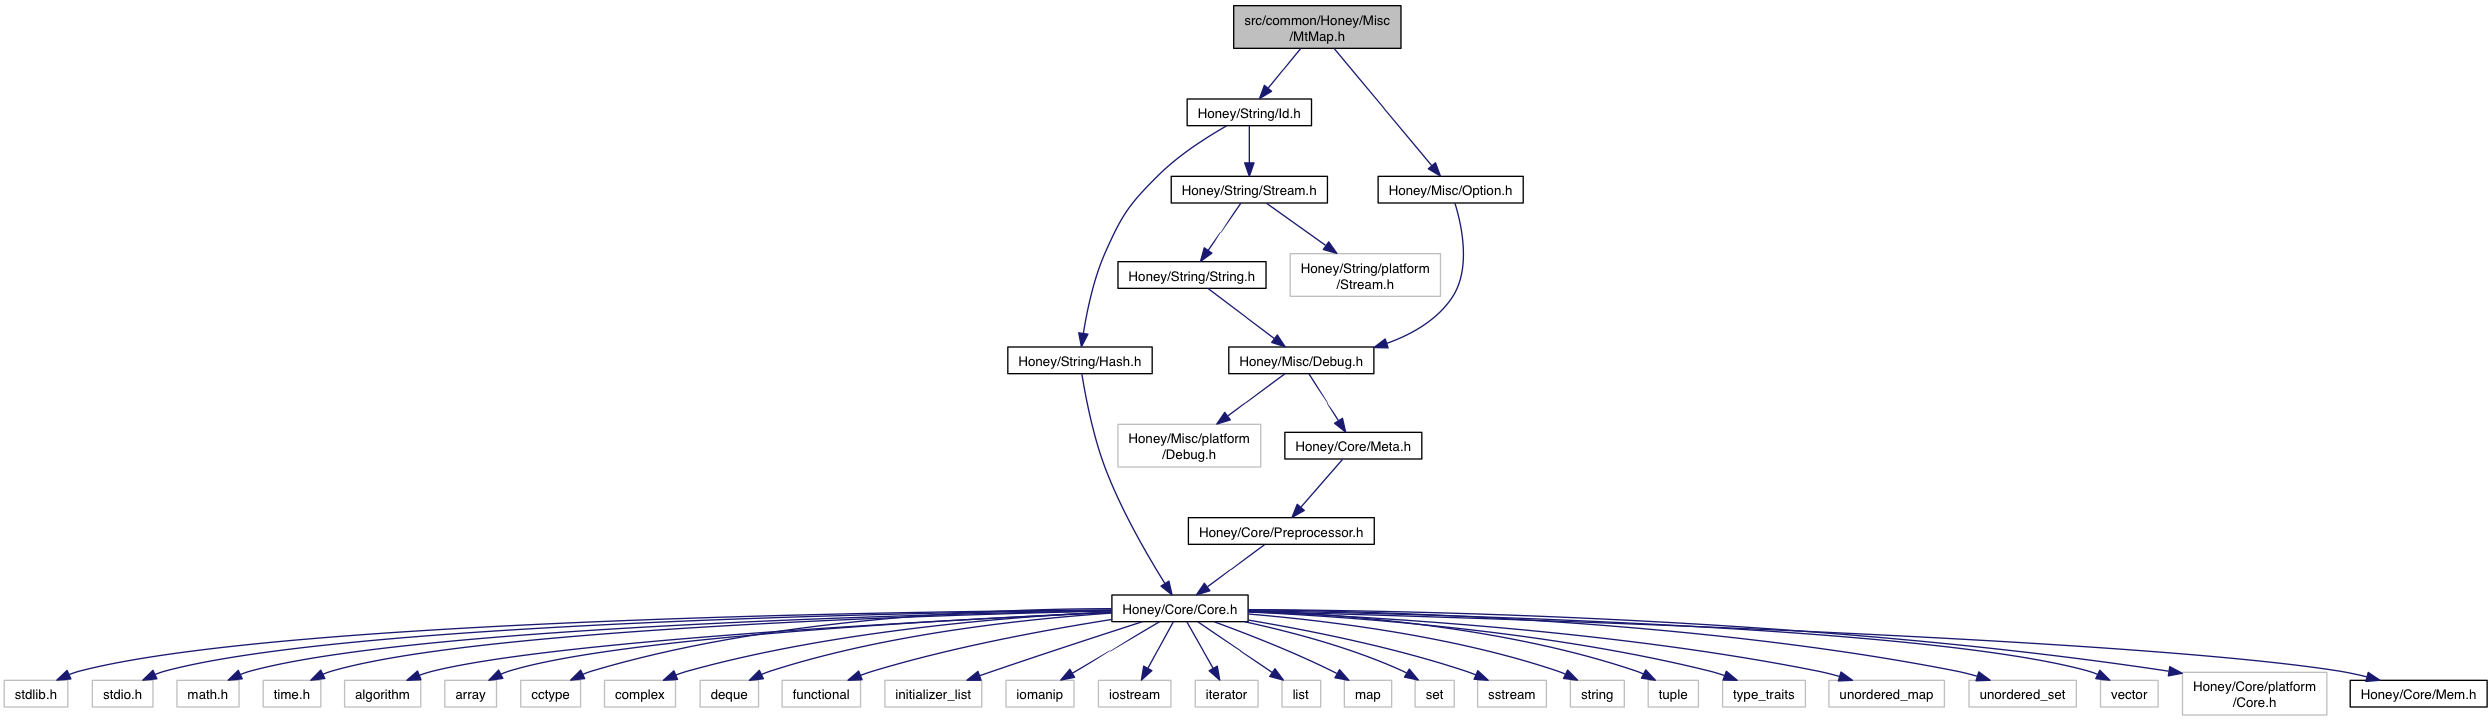 src/common/Honey/Misc
/MtMap.h
Honey/String/Id.h
Honey/String/Stream.h
Honey/Misc/Option.h
Honey/String/String.h
Honey/String/platform
/Stream.h
Honey/String/Hash.h
Honey/Misc/Debug.h
Honey/Misc/platform
/Debug.h
Honey/Core/Meta.h
Honey/Core/Preprocessor.h
Honey/Core/Core.h
stdlib.h
stdio.h
math.h
time.h
algorithm
array
cctype
complex
deque
functional
initializer_list
iomanip
iostream
iterator
list
map
set
sstream
string
tuple
type_traits
unordered_map
unordered_set
vector
Honey/Core/platform
/Core.h
Honey/Core/Mem.h